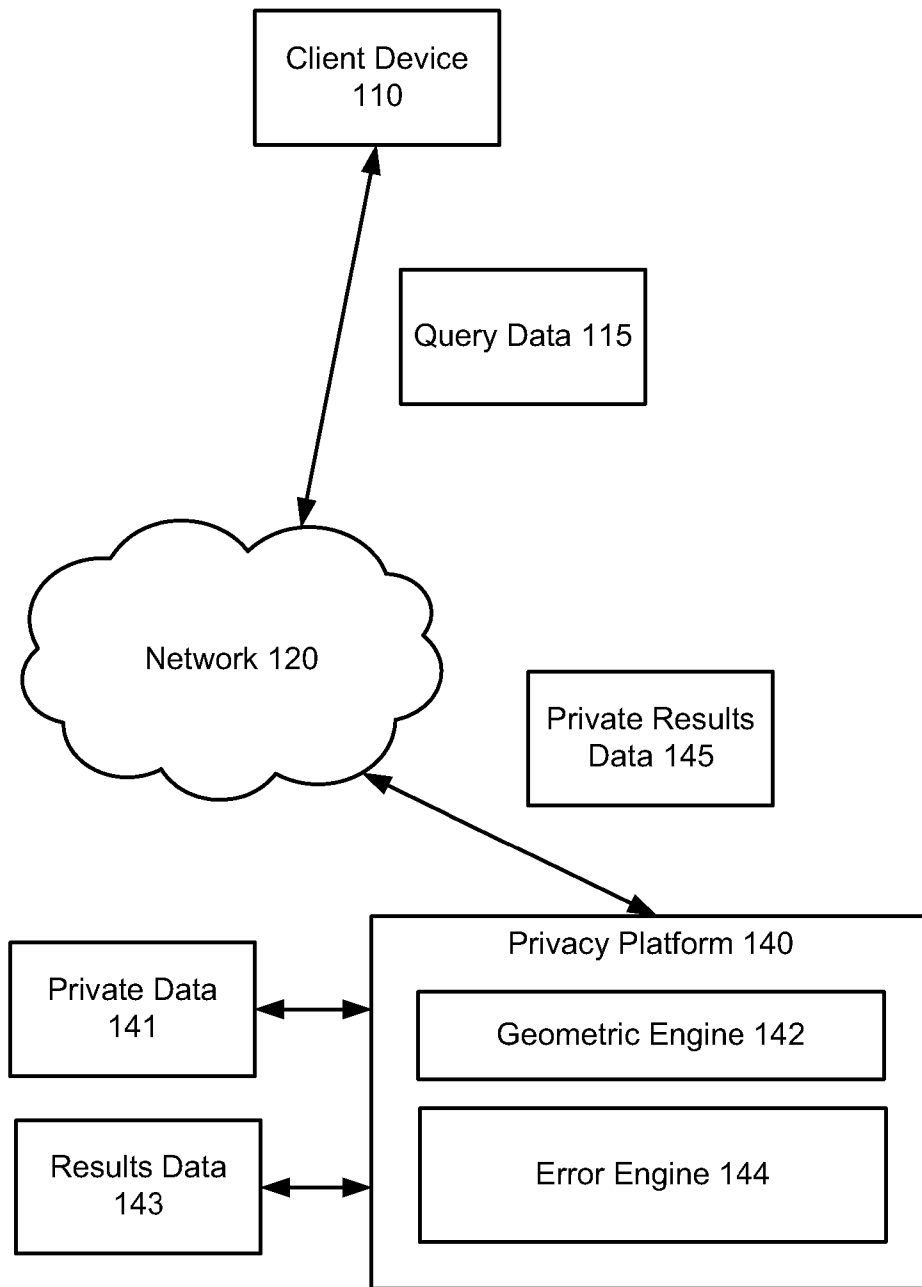 Client Device
110
Query Data 115
Network 120
Private Results
Data 145
Privacy Platform 140
Private Data
141
Geometric Engine 142
Results Data
143
Error Engine 144